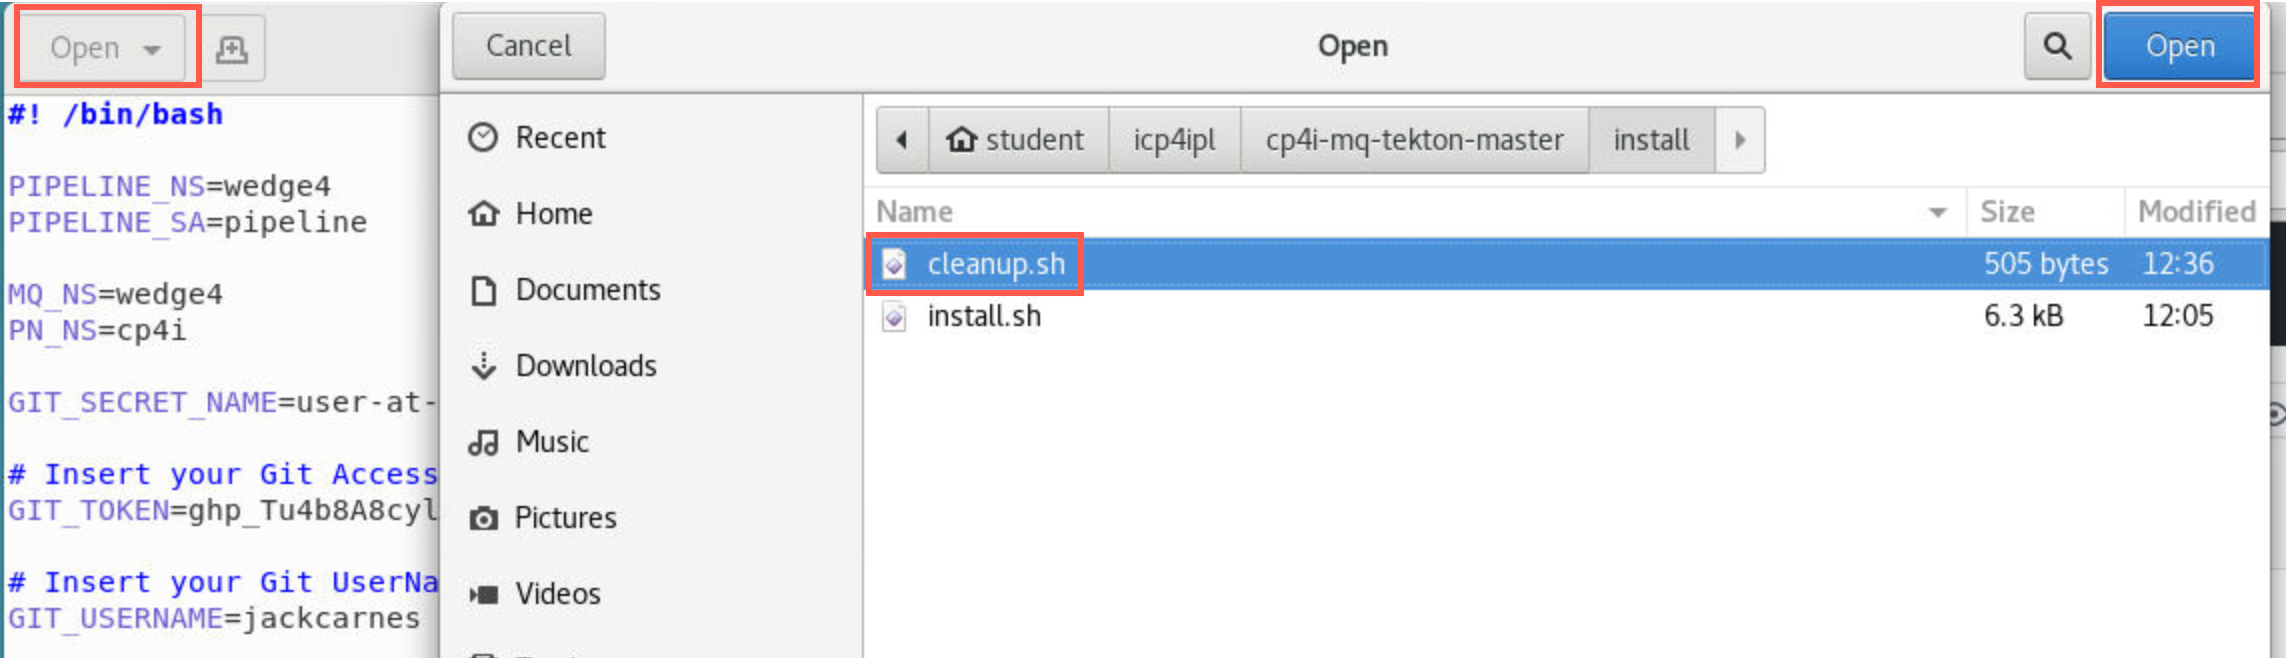 Open
#! /bin/bash
PIPELINE_NS=wedge4
PIPELINE_SA=pipeline
MQ_NS=wedge4
PN_NS=cp4i
GIT_SECRET_NAME=user-at-
# Insert your Git Access
GIT_TOKEN=ghp_Tu4b8A8cyl
# Insert your Git UserNa
GIT_USERNAME=jackcarnes
Cancel
Open
Open
Recent
Home
Documents
Downloads
Music
Pictures
Videos
student icp4ipl cp4i-mq-tekton-master install
Name Size Modified
cleanup.sh 505 bytes 12:36
install.sh 6.3 kB 12:05